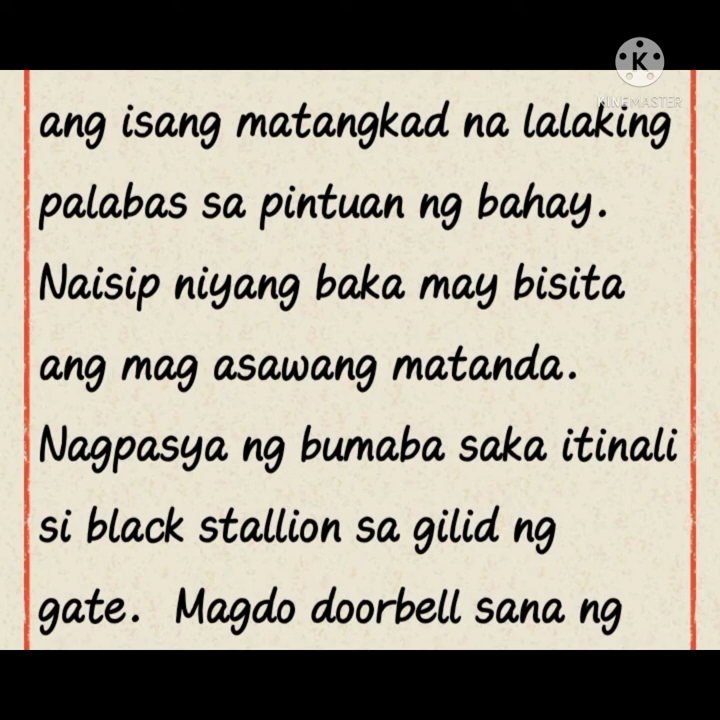 KINEMASTER
ang isang matangkad na lalaking
palabas sa pintuan ng bahay.
Naisip niyang baka may bisita
ang mag asawang matanda.
Nagpasya ng bumaba saka itinali
si black stallion sa gilid ng
gate. Magdo doorbell sana ng